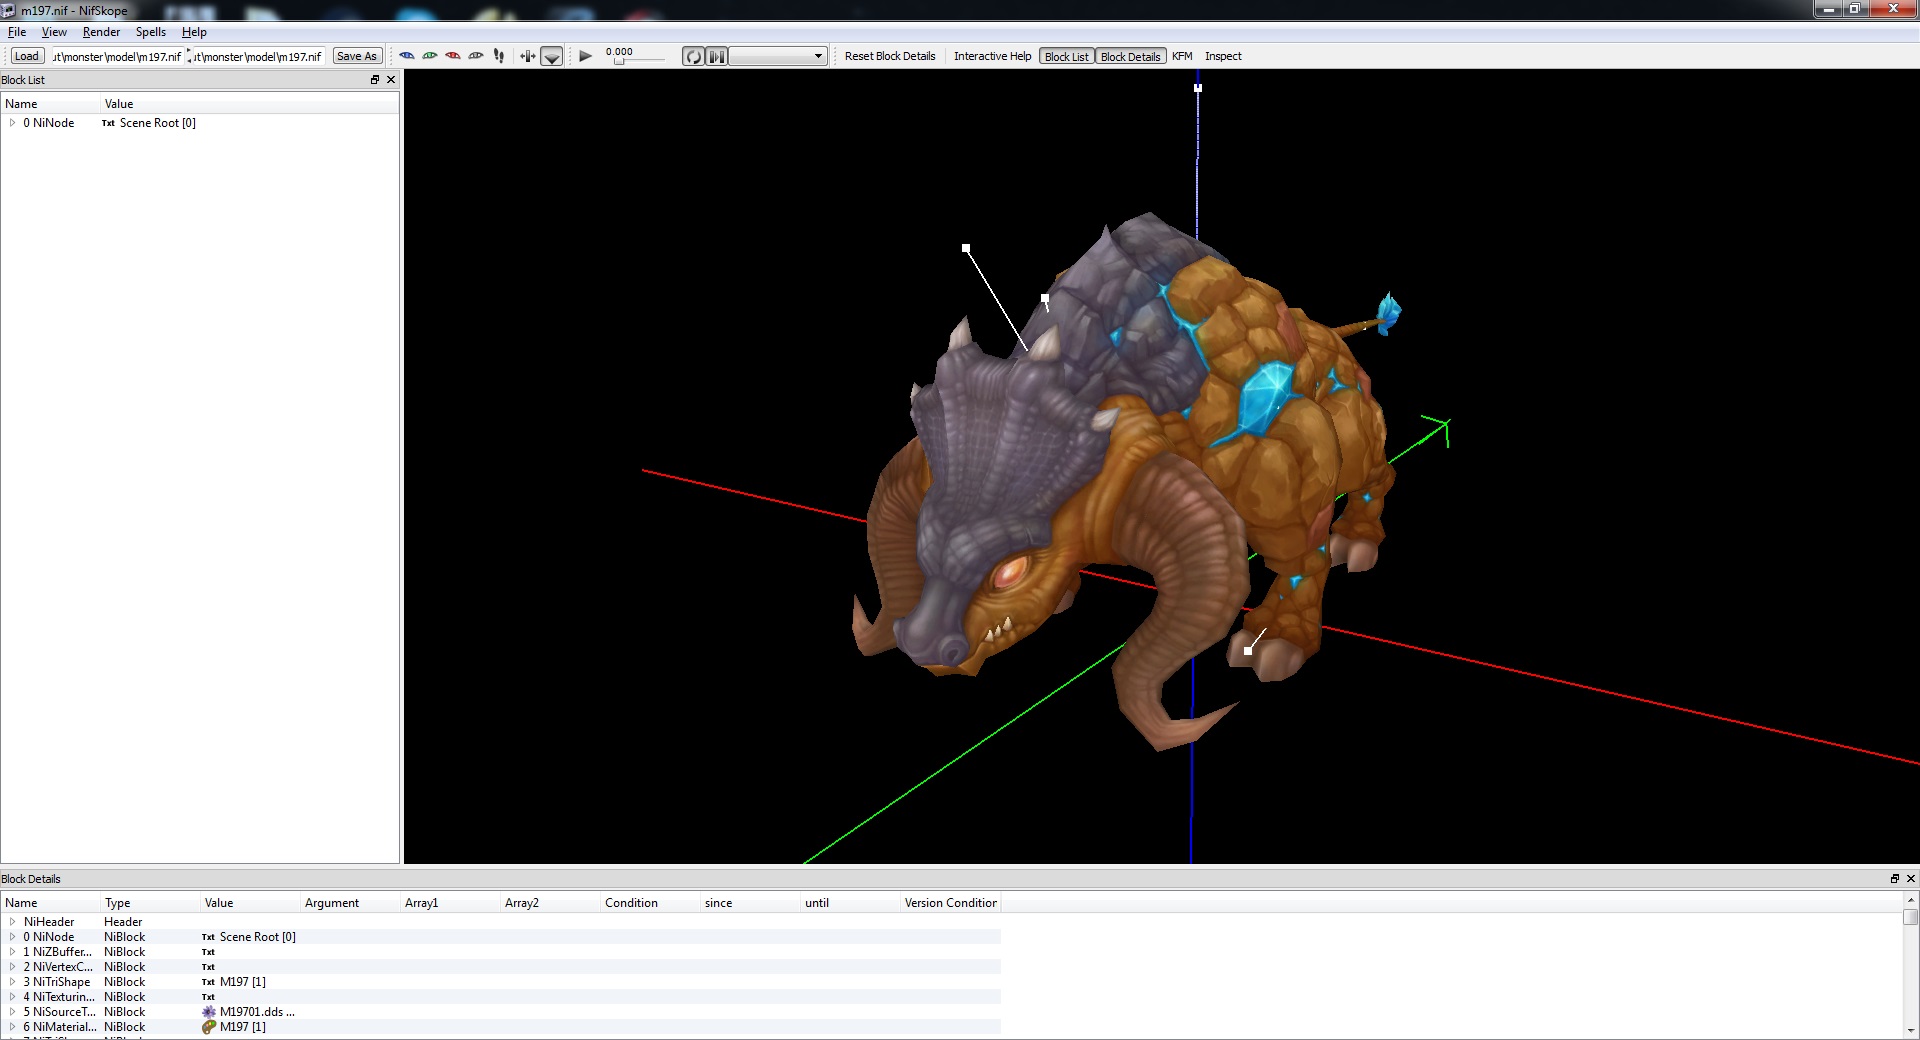 m197.nif - NifSkope
File View Render Spells Help
Load ut\monster\model\m197.nif ut\monster\model\m197.nif Save As 0.000 Reset Block Details Interactive Help Block List Block Details KFM Inspect
Block List
Name Value
0 NiNode Txt Scene Root [0]
Block Details
Name Type Value Argument Array1 Array2 Condition since until Version Condition
NiHeader Header
0 NiNode NiBlock Txt Scene Root [0]
1 NiZBuffer... NiBlock Txt
2 NiVertexC... NiBlock Txt
3 NiTriShape NiBlock Txt M197 [1]
4 NiTexturin... NiBlock Txt
5 NiSourceT... NiBlock M19701.dds ...
6 NiMaterial... NiBlock M197 [1]